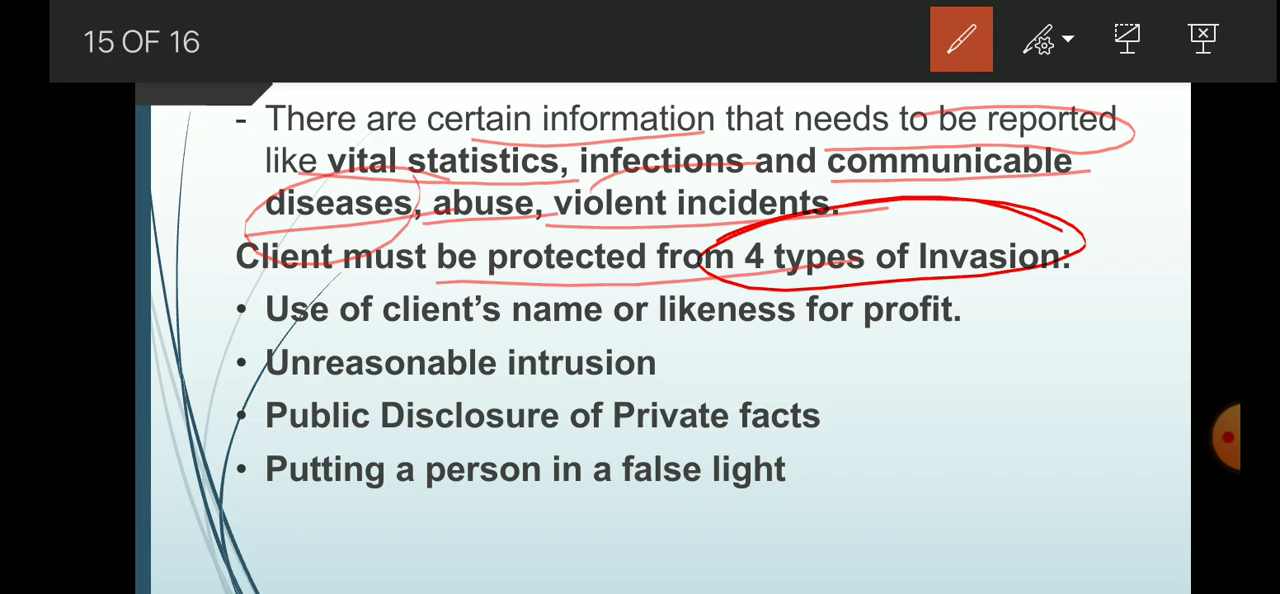 15 OF 16
- There are certain information that needs to be reported
like vital statistics, infections and communicable
diseases, abuse, violent incidents.
Client must be protected from 4 types of Invasion:
• Use of client's name or likeness for profit.
• Unreasonable intrusion
• Public Disclosure of Private facts
• Putting a person in a false light